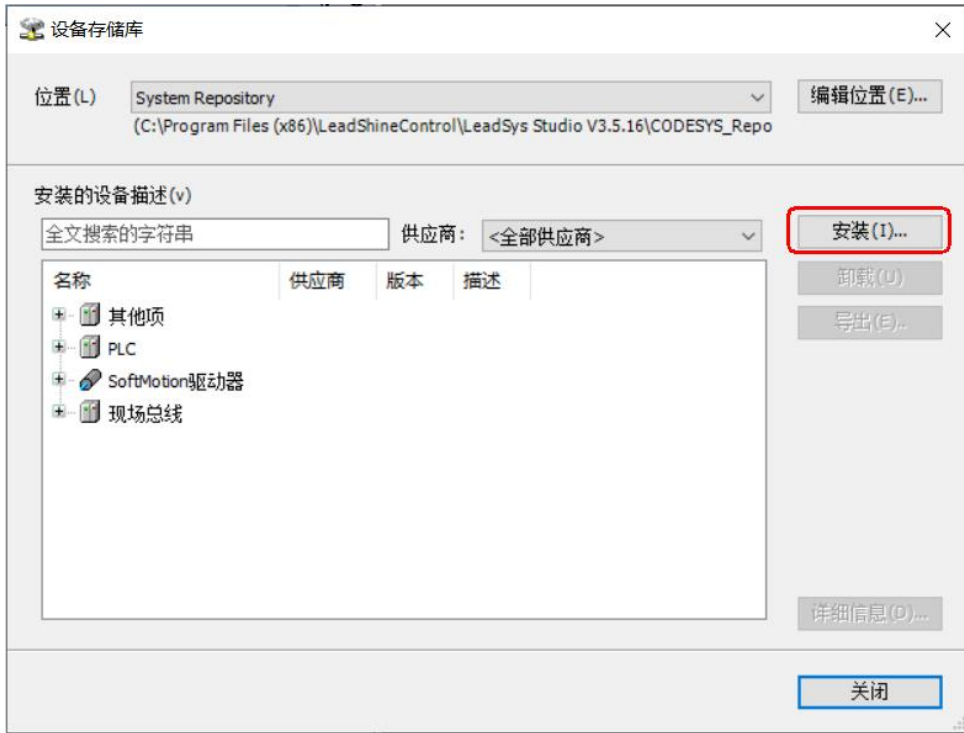 设备存储库
位置(L)
System Repository
编辑位置(E)...
(C:\Program Files (x86)\LeadShineControl\LeadSys Studio V3.5.16\CODESYS_Repo
安装的设备描述(v)
全文搜索的字符串
供应商:
<全部供应商>
安装(I)...
名称 供应商 版本 描述
卸载(U)
其他项
导出(E)..
PLC
SoftMotion驱动器
现场总线
详细信息(D)...
关闭